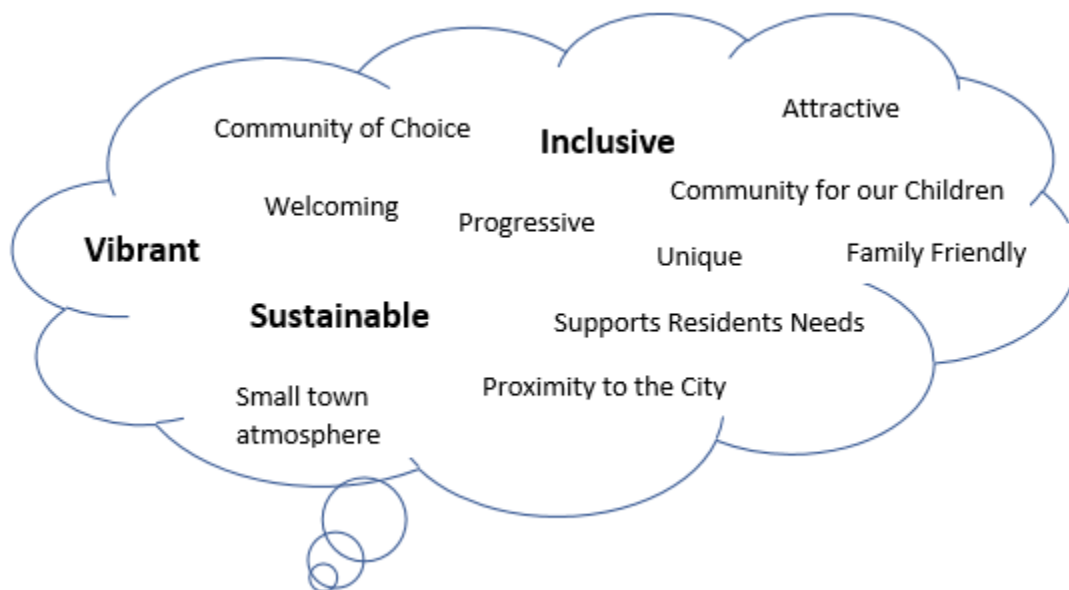 Attractive
Community of Choice
Inclusive
Community for our Children
Welcoming
Progressive
Vibrant
Unique
Family Friendly
Sustainable
Supports Residents Needs
Proximity to the City
Small town
atmosphere